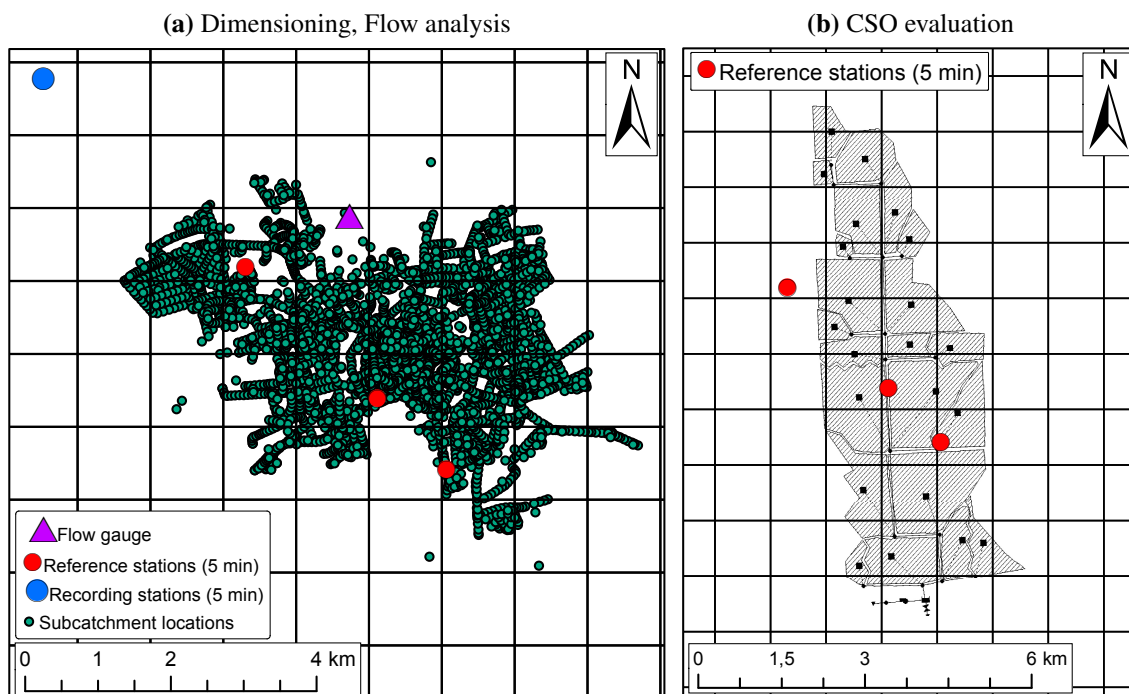 (a) Dimensioning, Flow analysis
N
Flow gauge
Reference stations (5 min)
Recording stations (5 min)
Subcatchment locations
0 1 2 4 km
(b) CSO evaluation
Reference stations (5 min)
N
0 1,5 3 6 km